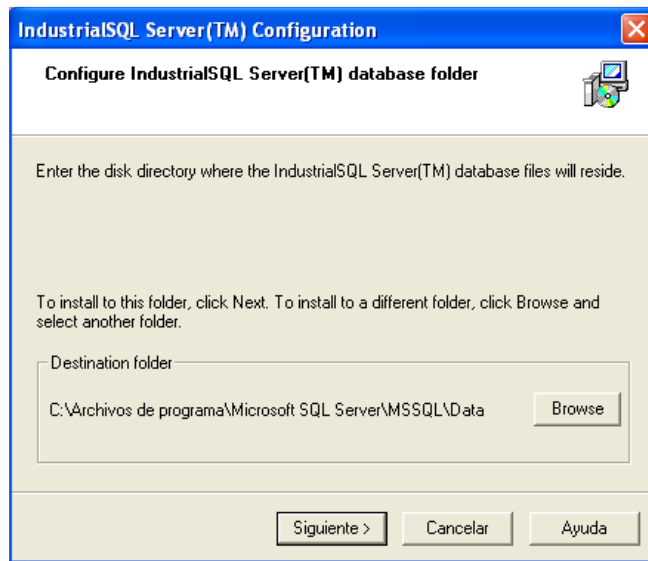 IndustrialSQL Server(TM) Configuration
Configure IndustrialSQL Server(TM) database folder
Enter the disk directory where the IndustrialSQL Server(TM) database files will reside.
To install to this folder, click Next. To install to a different folder, click Browse and
select another folder.
Destination folder
C:\Archivos de programa\Microsoft SQL Server\MSSQL\Data
Browse
Siguiente >
Cancelar
Ayuda